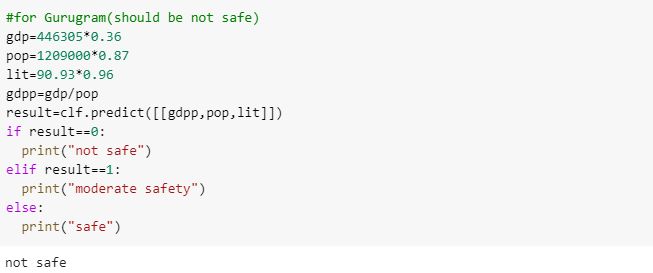 #for Gurugram(should be not safe)
gdp=446305*0.36
pop=1209000*0.87
lit=90.93*0.96
gdpp=gdp/pop
result=clf.predict([[gdpp,pop,lit]])
if result==0:
  print("not safe")
elif result==1:
  print("moderate safety")
else:
  print("safe")
not safe